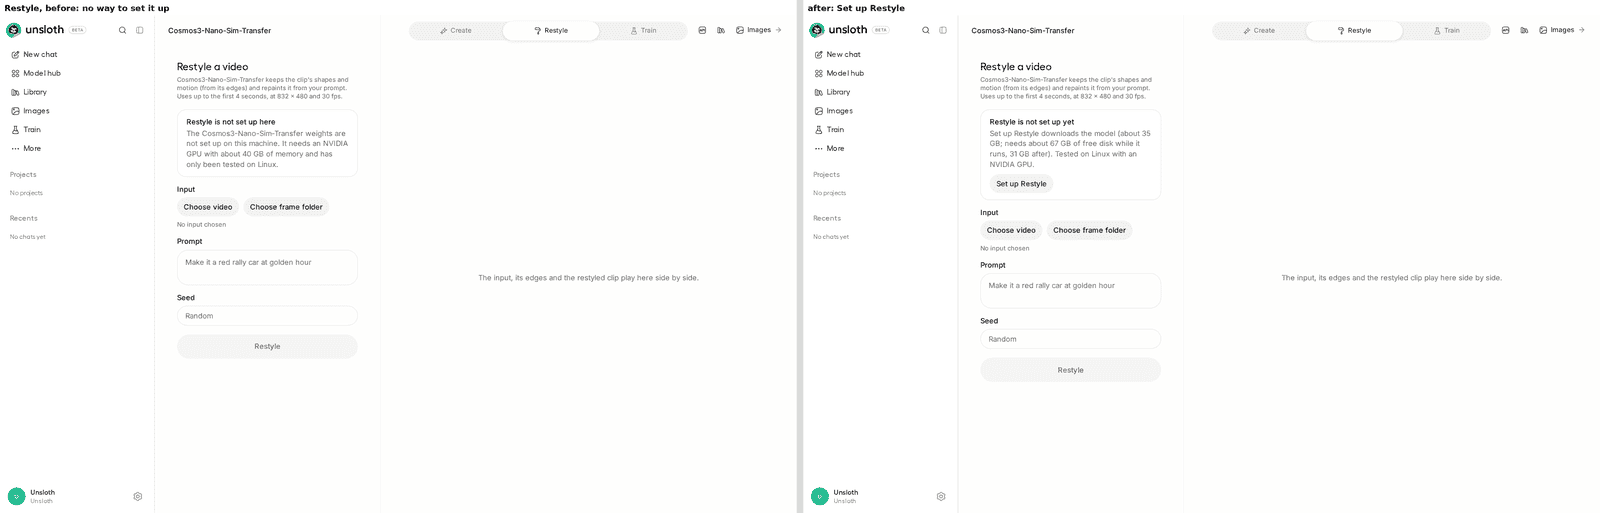 Restyle, before: no way to set it up
unsloth BETA
Cosmos3-Nano-Sim-Transfer
Create
Restyle
Train
Images
New chat
Model hub
Library
Images
Train
More
Projects
No projects
Recents
No chats yet
Restyle a video
Cosmos3-Nano-Sim-Transfer keeps the clip's shapes and
motion (from its edges) and repaints it from your prompt.
Uses up to the first 4 seconds, at 832 × 480 and 30 fps.
Restyle is not set up here
The Cosmos3-Nano-Sim-Transfer weights are
not set up on this machine. It needs an NVIDIA
GPU with about 40 GB of memory and has
only been tested on Linux.
Input
Choose video
Choose frame folder
No input chosen
Prompt
Make it a red rally car at golden hour
Seed
Random
Restyle
The input, its edges and the restyled clip play here side by side.
Unsloth
Unsloth
after: Set up Restyle
unsloth BETA
Cosmos3-Nano-Sim-Transfer
Create
Restyle
Train
Images
New chat
Model hub
Library
Images
Train
More
Projects
No projects
Recents
No chats yet
Restyle a video
Cosmos3-Nano-Sim-Transfer keeps the clip's shapes and
motion (from its edges) and repaints it from your prompt.
Uses up to the first 4 seconds, at 832 × 480 and 30 fps.
Restyle is not set up yet
Set up Restyle downloads the model (about 35
GB; needs about 67 GB of free disk while it
runs, 31 GB after). Tested on Linux with an
NVIDIA GPU.
Set up Restyle
Input
Choose video
Choose frame folder
No input chosen
Prompt
Make it a red rally car at golden hour
Seed
Random
Restyle
The input, its edges and the restyled clip play here side by side.
Unsloth
Unsloth